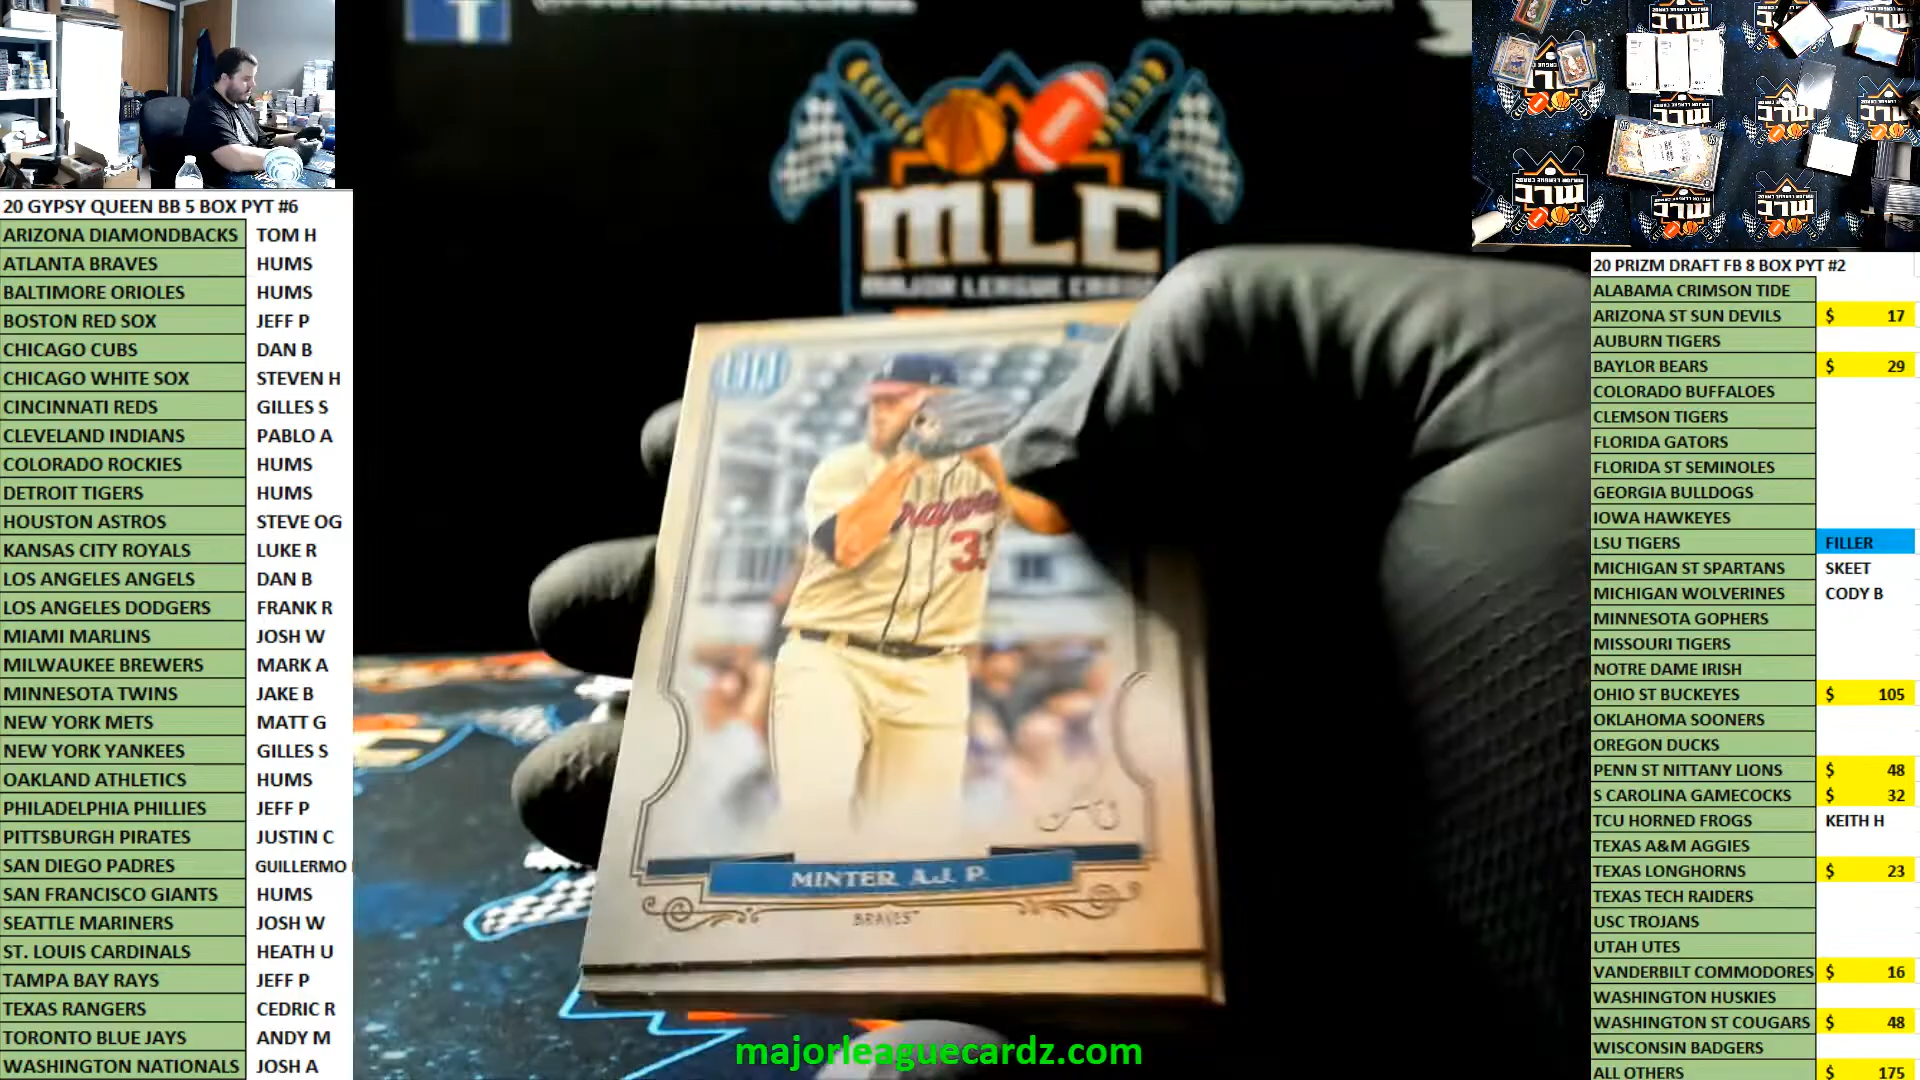 20 GYPSY QUEEN BB 5 BOX PYT #6
ARIZONA DIAMONDBACKS TOM H
ATLANTA BRAVES HUMS
BALTIMORE ORIOLES HUMS
BOSTON RED SOX JEFF P
CHICAGO CUBS DAN B
CHICAGO WHITE SOX STEVEN H
CINCINNATI REDS GILLES S
CLEVELAND INDIANS PABLO A
COLORADO ROCKIES HUMS
DETROIT TIGERS HUMS
HOUSTON ASTROS STEVE OG
KANSAS CITY ROYALS LUKE R
LOS ANGELES ANGELS DAN B
LOS ANGELES DODGERS FRANK R
MIAMI MARLINS JOSH W
MILWAUKEE BREWERS MARK A
MINNESOTA TWINS JAKE B
NEW YORK METS MATT G
NEW YORK YANKEES GILLES S
OAKLAND ATHLETICS HUMS
PHILADELPHIA PHILLIES JEFF P
PITTSBURGH PIRATES JUSTIN C
SAN DIEGO PADRES GUILLERMO
SAN FRANCISCO GIANTS HUMS
SEATTLE MARINERS JOSH W
ST. LOUIS CARDINALS HEATH U
TAMPA BAY RAYS JEFF P
TEXAS RANGERS CEDRIC R
TORONTO BLUE JAYS ANDY M
WASHINGTON NATIONALS JOSH A
MLC
MAJOR LEAGUE
Braves
MINTER A.J. P.
BRAVES
majorleaguecardz.com
20 PRIZM DRAFT FB 8 BOX PYT #2
ALABAMA CRIMSON TIDE
ARIZONA ST SUN DEVILS $ 17
AUBURN TIGERS
BAYLOR BEARS $ 29
COLORADO BUFFALOES
CLEMSON TIGERS
FLORIDA GATORS
FLORIDA ST SEMINOLES
GEORGIA BULLDOGS
IOWA HAWKEYES
LSU TIGERS FILLER
MICHIGAN ST SPARTANS SKEET
MICHIGAN WOLVERINES CODY B
MINNESOTA GOPHERS
MISSOURI TIGERS
NOTRE DAME IRISH
OHIO ST BUCKEYES $ 105
OKLAHOMA SOONERS
OREGON DUCKS
PENN ST NITTANY LIONS $ 48
S CAROLINA GAMECOCKS $ 32
TCU HORNED FROGS KEITH H
TEXAS A&M AGGIES
TEXAS LONGHORNS $ 23
TEXAS TECH RAIDERS
USC TROJANS
UTAH UTES
VANDERBILT COMMODORES $ 16
WASHINGTON HUSKIES
WASHINGTON ST COUGARS $ 48
WISCONSIN BADGERS
ALL OTHERS $ 175